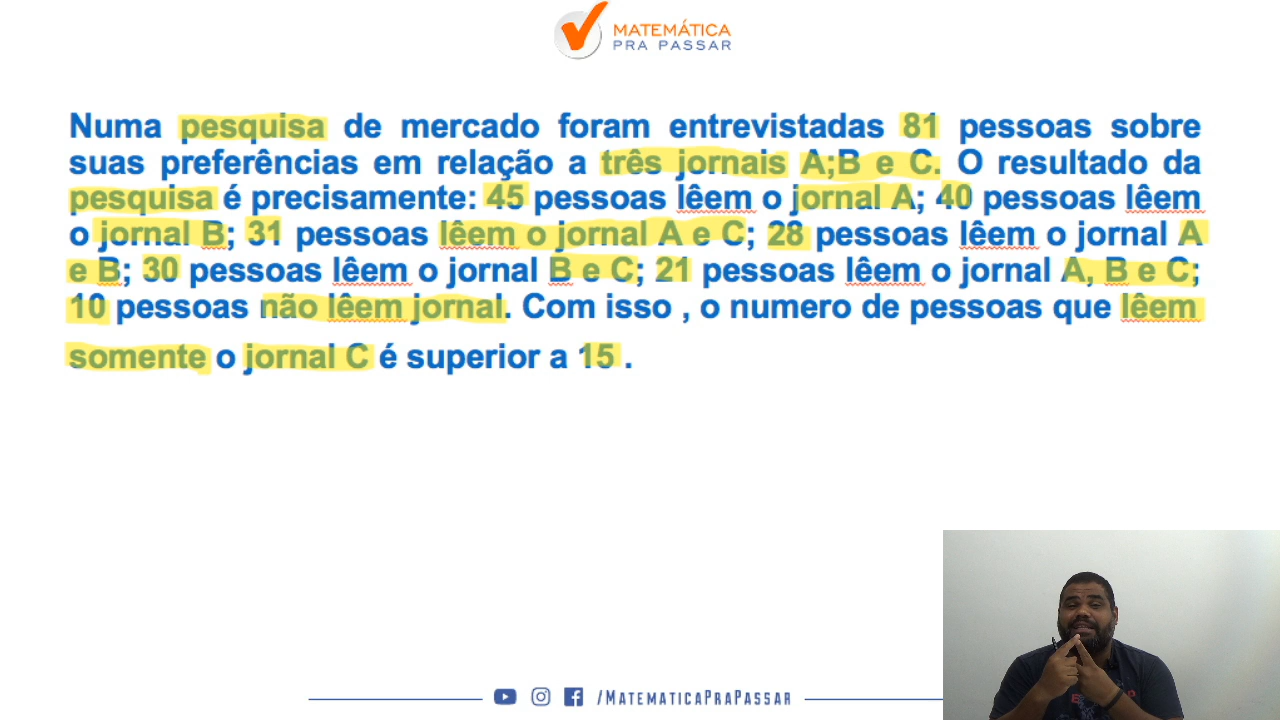 MATEMÁTICA
PRA PASSAR
Numa pesquisa de mercado foram entrevistadas 81 pessoas sobre
suas preferências em relação a três jornais A;B e C. O resultado da
pesquisa é precisamente: 45 pessoas lêem o jornal A; 40 pessoas lêem
o jornal B; 31 pessoas lêem o jornal A e C; 28 pessoas lêem o jornal A
e B; 30 pessoas lêem o jornal B e C; 21 pessoas lêem o jornal A, B e C;
10 pessoas não lêem jornal. Com isso , o numero de pessoas que lêem
somente o jornal C é superior a 15 .
/MATEMATICAPRAPASSAR